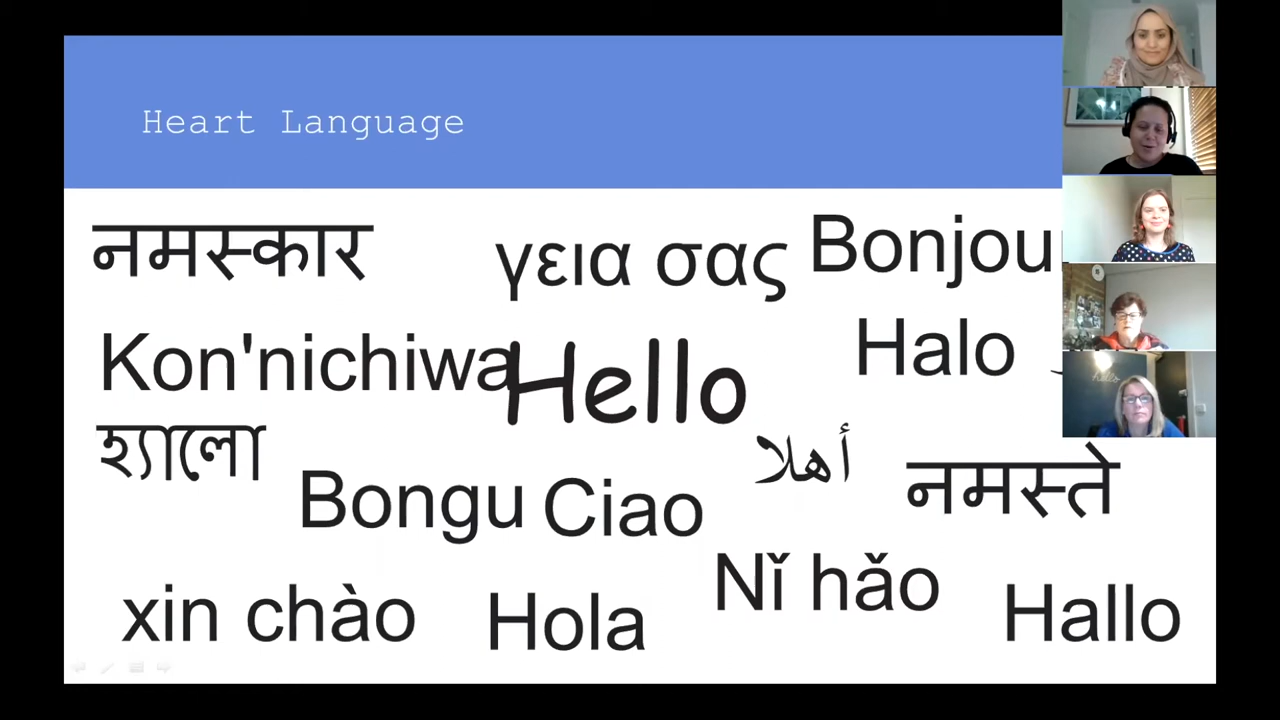 Heart Language
नमस्कार
γεια σας
Bonjou
Kon'nichiwa
Hello
Halo
হ্যালো
أهلا
नमस्ते
Bongu
Ciao
Nǐ hǎo
xin chào
Hola
Hallo
hello